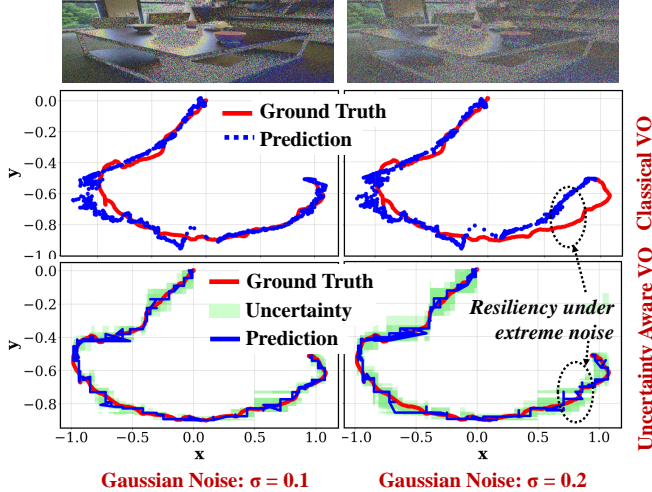 0.0
−0.2
−0.4
−0.6
−0.8
−1.0
y
Ground Truth
Prediction
Classical VO
0.0
−0.2
−0.4
−0.6
−0.8
y
Ground Truth
Uncertainty
Prediction
Resiliency under
extreme noise
Uncertainty Aware VO
−1.0 −0.5 0.0 0.5 1.0 −1.0 −0.5 0.0 0.5 1.0
x x
Gaussian Noise: σ = 0.1 Gaussian Noise: σ = 0.2